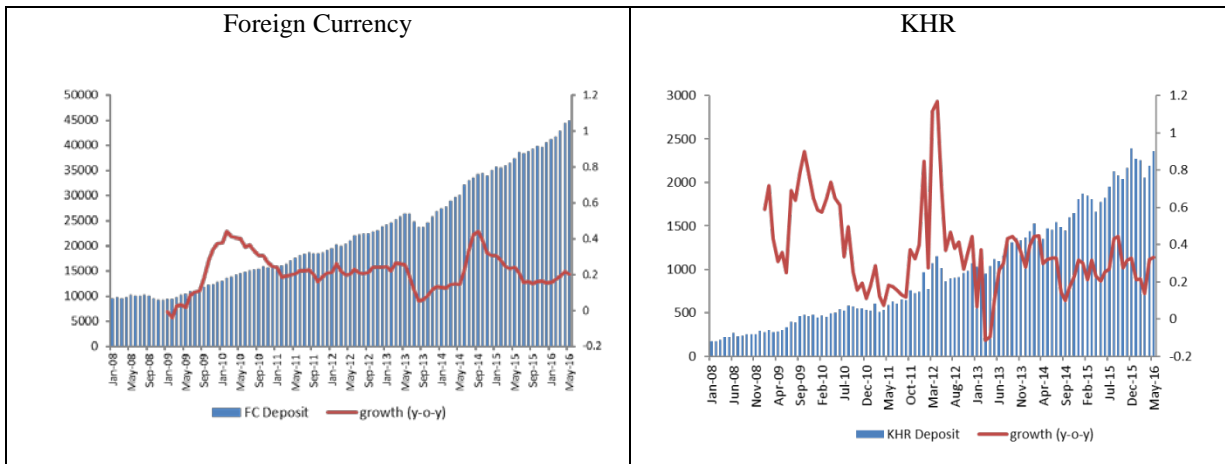 Foreign Currency
50000
45000
40000
35000
30000
25000
20000
15000
10000
5000
0
1.2
1
0.8
0.6
0.4
0.2
0
-0.2
Jan-08
May-08
Sep-08
Jan-09
May-09
Sep-09
Jan-10
May-10
Sep-10
Jan-11
May-11
Sep-11
Jan-12
May-12
Sep-12
Jan-13
May-13
Sep-13
Jan-14
May-14
Sep-14
Jan-15
May-15
Sep-15
Jan-16
May-16
FC Deposit growth (y-o-y)
KHR
3000
2500
2000
1500
1000
500
0
1.2
1
0.8
0.6
0.4
0.2
0
-0.2
Jan-08
Jun-08
Nov-08
Apr-09
Sep-09
Feb-10
Jul-10
Dec-10
May-11
Oct-11
Mar-12
Aug-12
Jan-13
Jun-13
Nov-13
Apr-14
Sep-14
Feb-15
Jul-15
Dec-15
May-16
KHR Deposit growth (y-o-y)